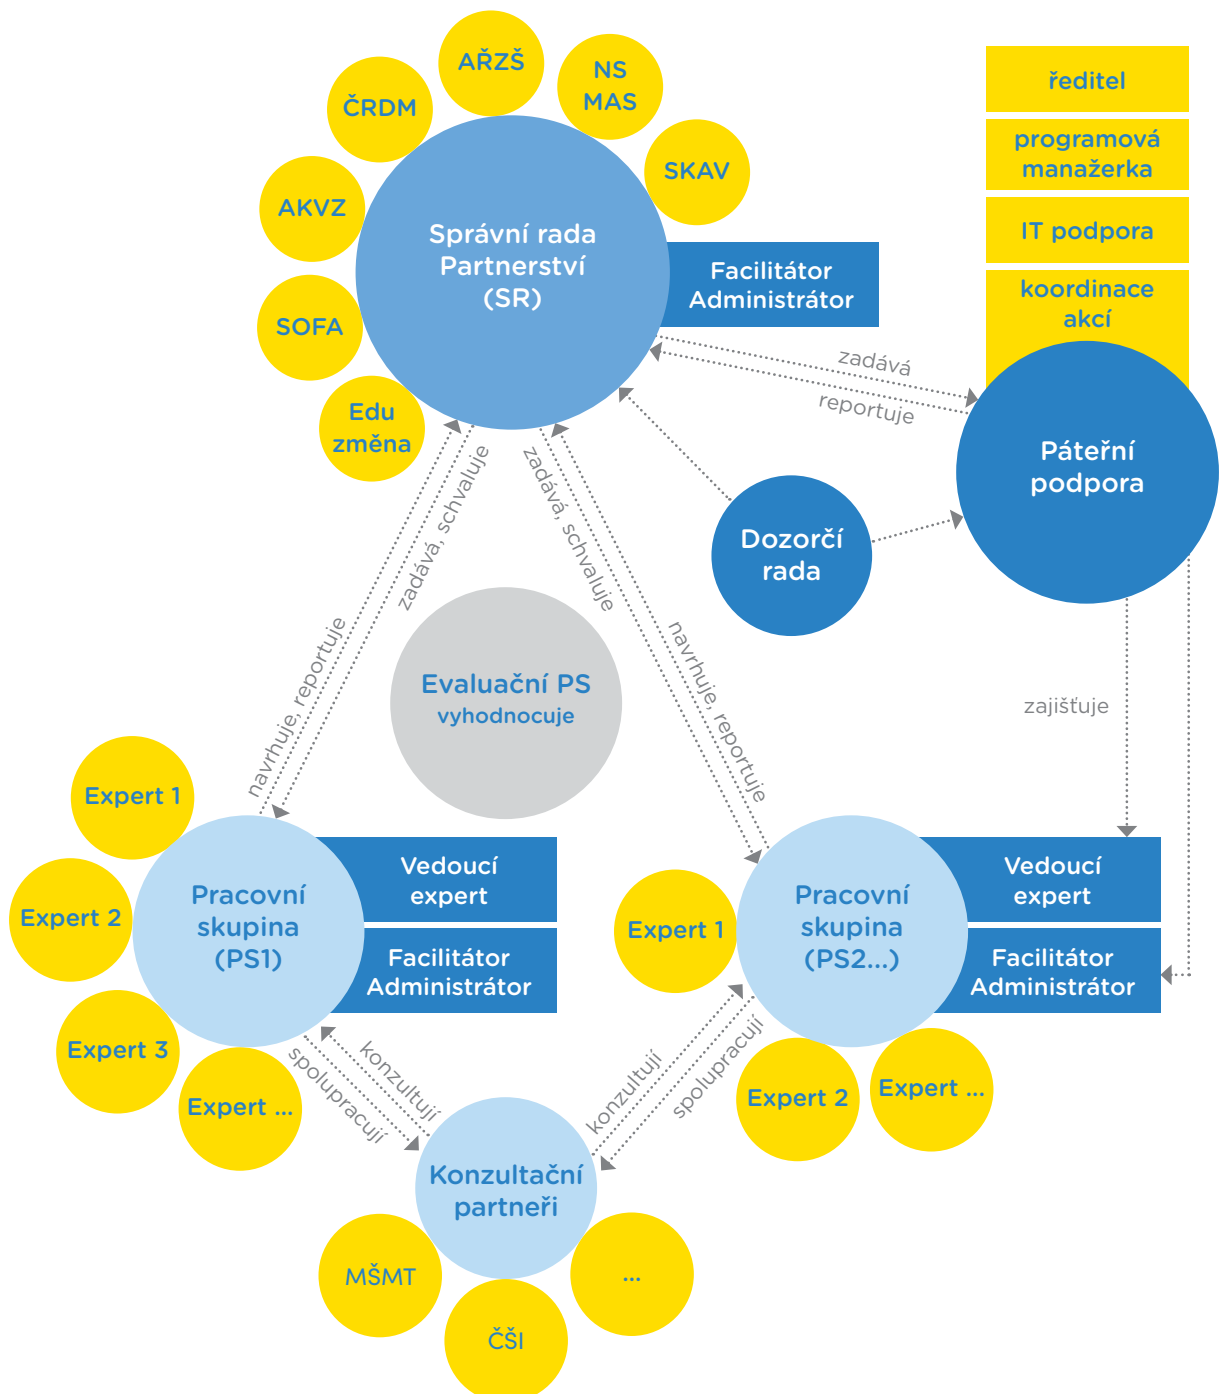 AŘZŠ
NS
MAS
ČRDM
SKAV
AKVZ
SOFA
Edu
změna
Správní rada
Partnerství
(SR)
Facilitátor
Administrátor
ředitel
programová
manažerka
IT podpora
koordinace
akcí
Páteřní
podpora
zadává
reportuje
Dozorčí
rada
zadává, schvaluje
navrhuje, reportuje
zadává, schvaluje
navrhuje, reportuje
Evaluační PS
vyhodnocuje
zajišťuje
Expert 1
Expert 2
Expert 3
Expert ...
Pracovní
skupina
(PS1)
Vedoucí
expert
Facilitátor
Administrátor
Expert 1
Pracovní
skupina
(PS2...)
Vedoucí
expert
Facilitátor
Administrátor
Expert 2
Expert ...
konzultují
spolupracují
konzultují
spolupracují
Konzultační
partneři
MŠMT
ČŠI
...